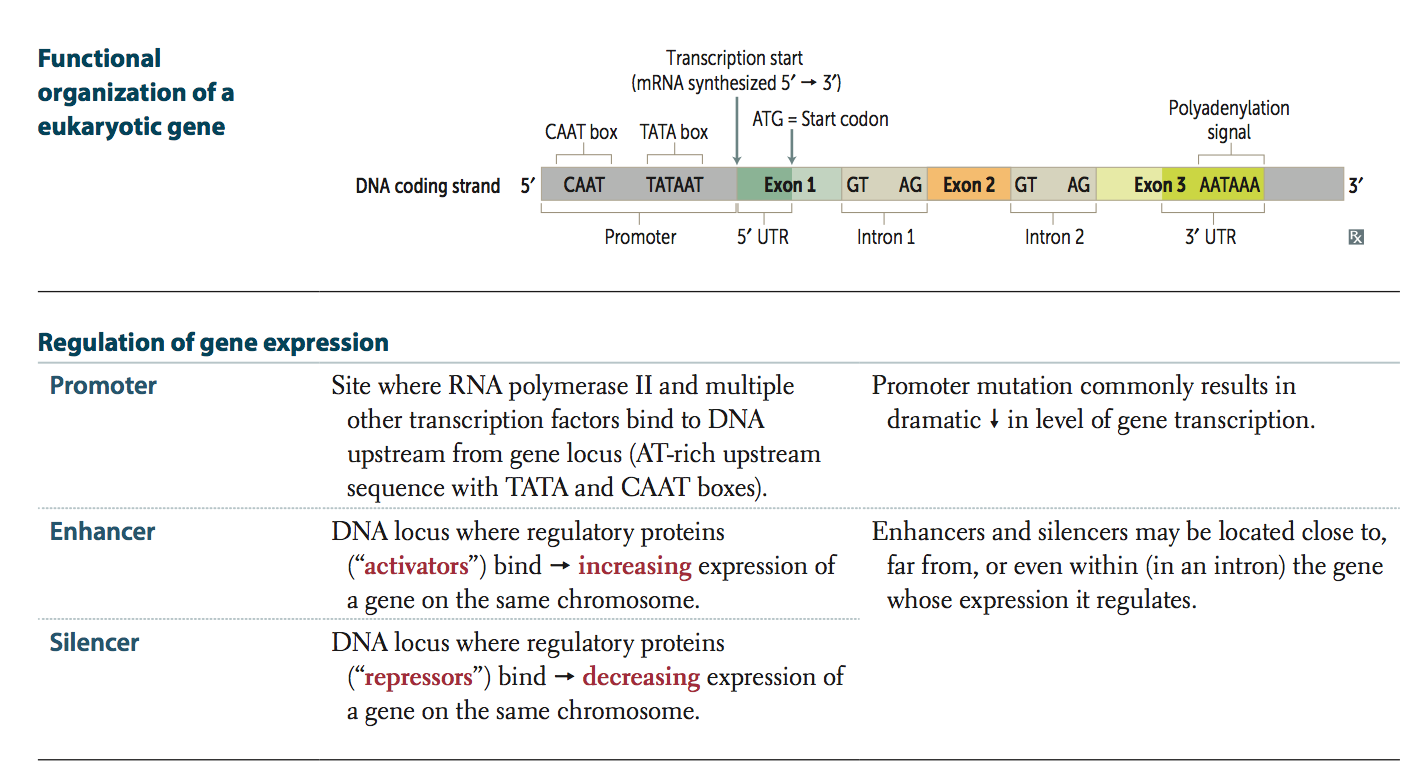 Functional
organization of a
eukaryotic gene
Transcription start
(mRNA synthesized 5′ → 3′)
ATG = Start codon
Polyadenylation
signal
CAAT box TATA box
DNA coding strand 5′ CAAT TATAAT Exon 1 GT AG Exon 2 GT AG Exon 3 AATAAA 3′
Promoter 5′ UTR Intron 1 Intron 2 3′ UTR
Rx
Regulation of gene expression
Promoter
Site where RNA polymerase II and multiple
other transcription factors bind to DNA
upstream from gene locus (AT-rich upstream
sequence with TATA and CAAT boxes).
Promoter mutation commonly results in
dramatic ↓ in level of gene transcription.
Enhancer
DNA locus where regulatory proteins
(“activators”) bind → increasing expression of
a gene on the same chromosome.
Enhancers and silencers may be located close to,
far from, or even within (in an intron) the gene
whose expression it regulates.
Silencer
DNA locus where regulatory proteins
(“repressors”) bind → decreasing expression of
a gene on the same chromosome.